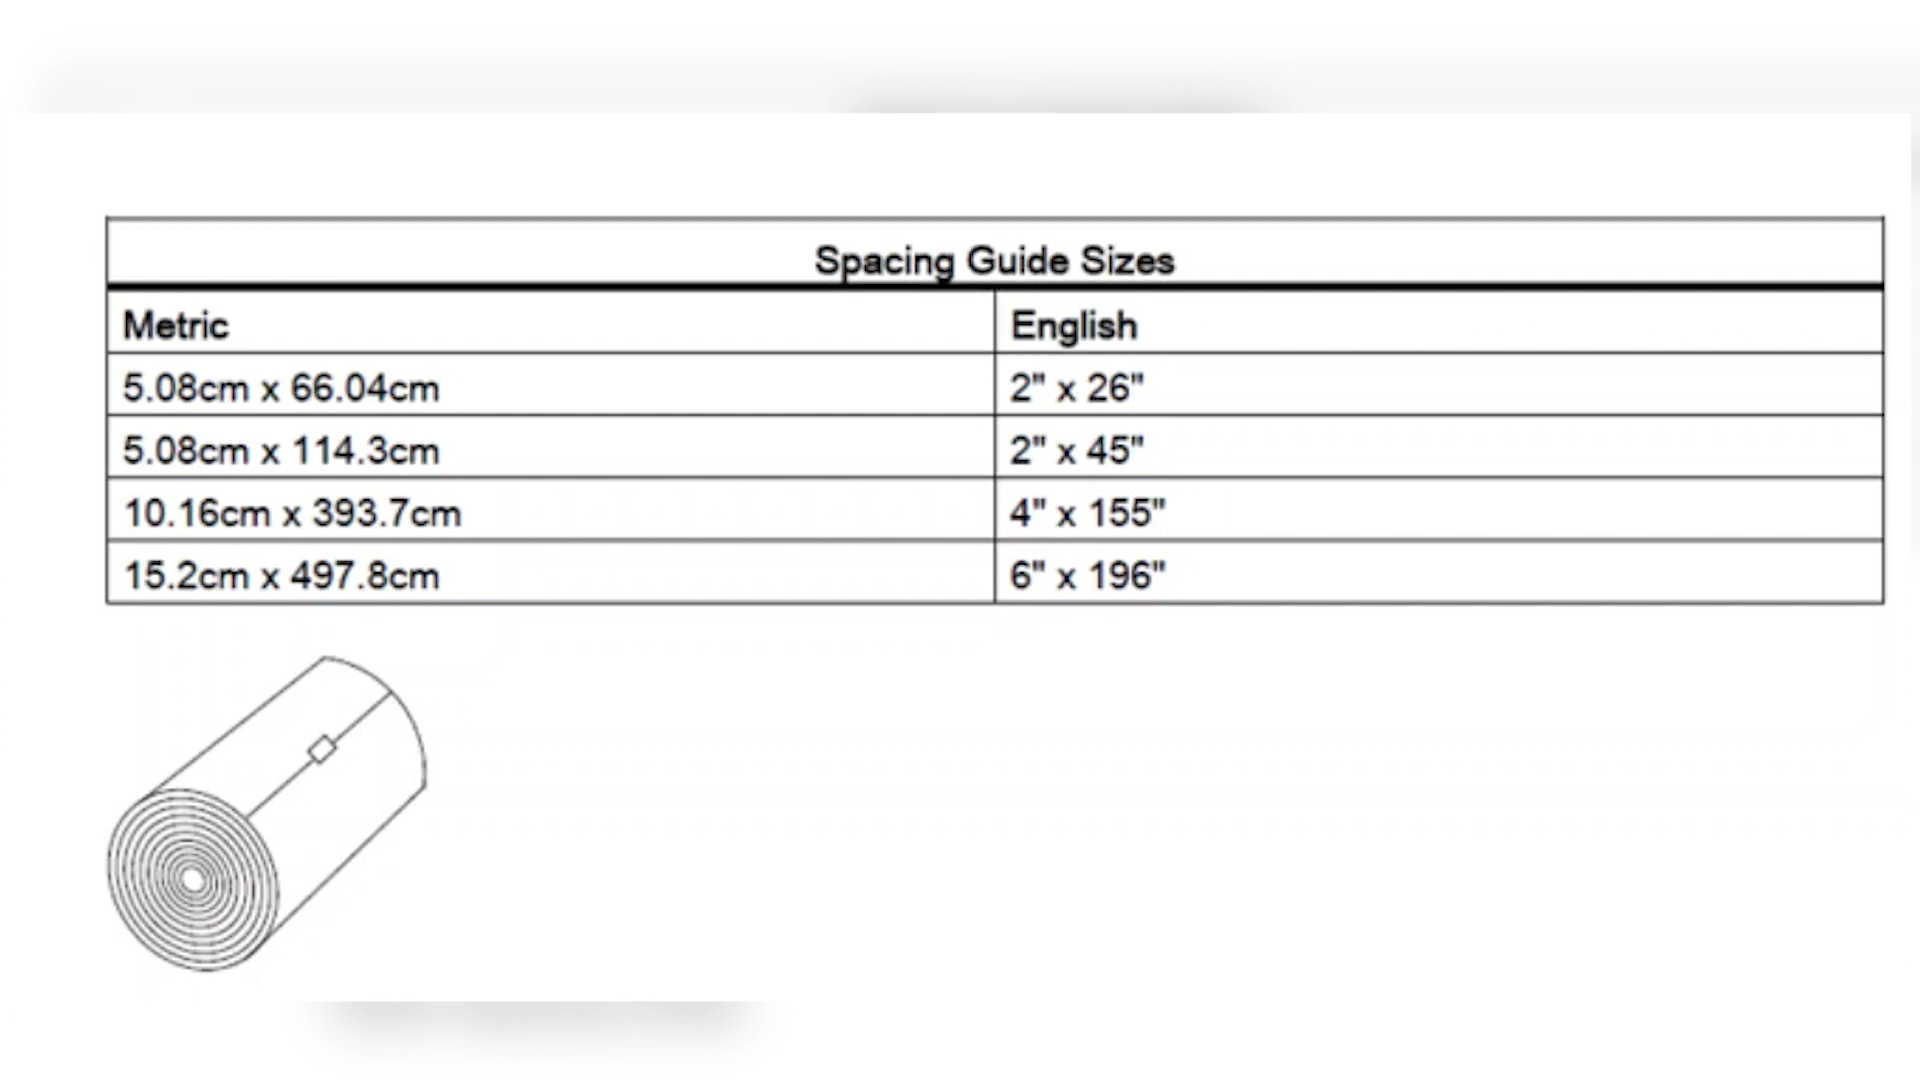 Spacing Guide Sizes
Metric English
5.08cm x 66.04cm 2" x 26"
5.08cm x 114.3cm 2" x 45"
10.16cm x 393.7cm 4" x 155"
15.2cm x 497.8cm 6" x 196"